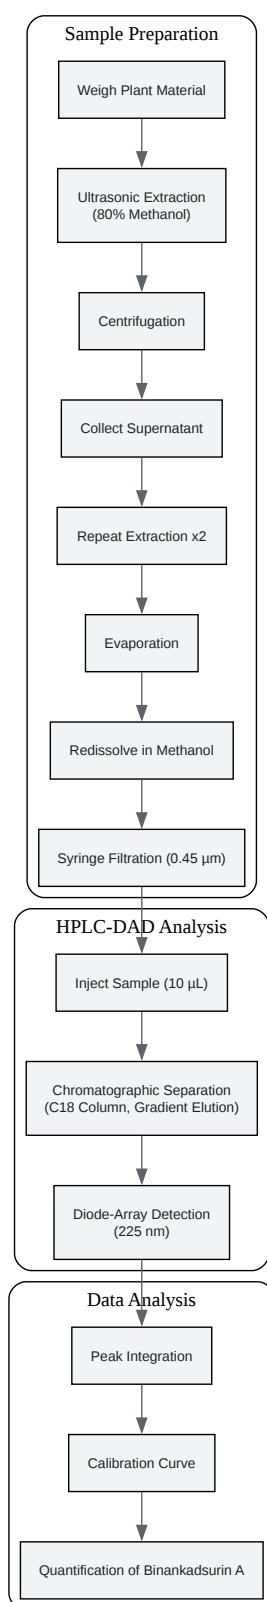 Sample Preparation
Weigh Plant Material
Ultrasonic Extraction
(80% Methanol)
Centrifugation
Collect Supernatant
Repeat Extraction x2
Evaporation
Redissolve in Methanol
Syringe Filtration (0.45 µm)
HPLC-DAD Analysis
Inject Sample (10 µL)
Chromatographic Separation
(C18 Column, Gradient Elution)
Diode-Array Detection
(225 nm)
Data Analysis
Peak Integration
Calibration Curve
Quantification of Binankadsurin A